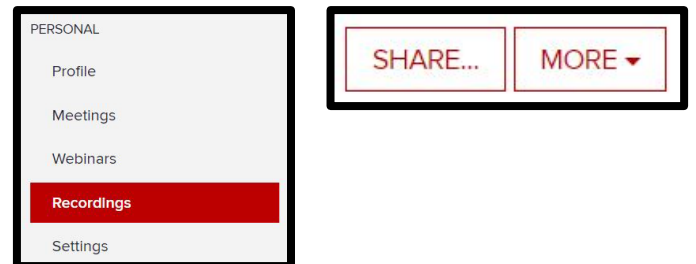 PERSONAL
Profile
Meetings
Webinars
Recordings
Settings
SHARE... MORE